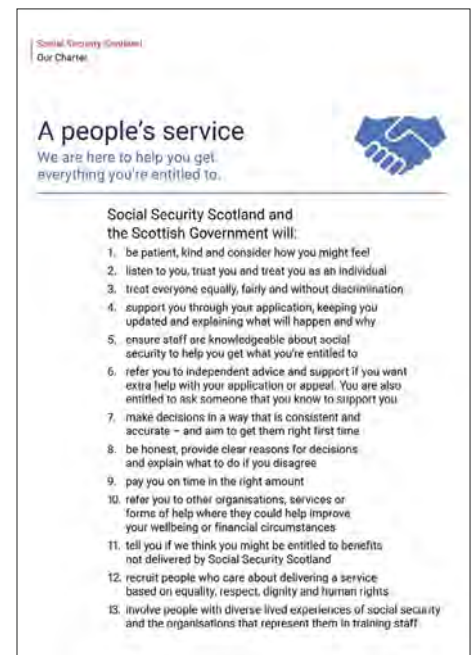 Social Security Scotland
Our Charter
A people's service
We are here to help you get
everything you're entitled to.
Social Security Scotland and
the Scottish Government will:
1. be patient, kind and consider how you might feel
2. listen to you, trust you and treat you as an individual
3. treat everyone equally, fairly and without discrimination
4. support you through your application, keeping you
updated and explaining what will happen and why
5. ensure staff are knowledgeable about social
security to help you get what you're entitled to
6. refer you to independent advice and support if you want
extra help with your application or appeal. You are also
entitled to ask someone that you know to support you
7. make decisions in a way that is consistent and
accurate – and aim to get them right first time
8. be honest, provide clear reasons for decisions
and explain what to do if you disagree
9. pay you on time in the right amount
10. refer you to other organisations, services or
forms of help where they could help improve
your wellbeing or financial circumstances
11. tell you if we think you might be entitled to benefits
not delivered by Social Security Scotland
12. recruit people who care about delivering a service
based on equality, respect, dignity and human rights
13. involve people with diverse lived experiences of social security
and the organisations that represent them in training staff